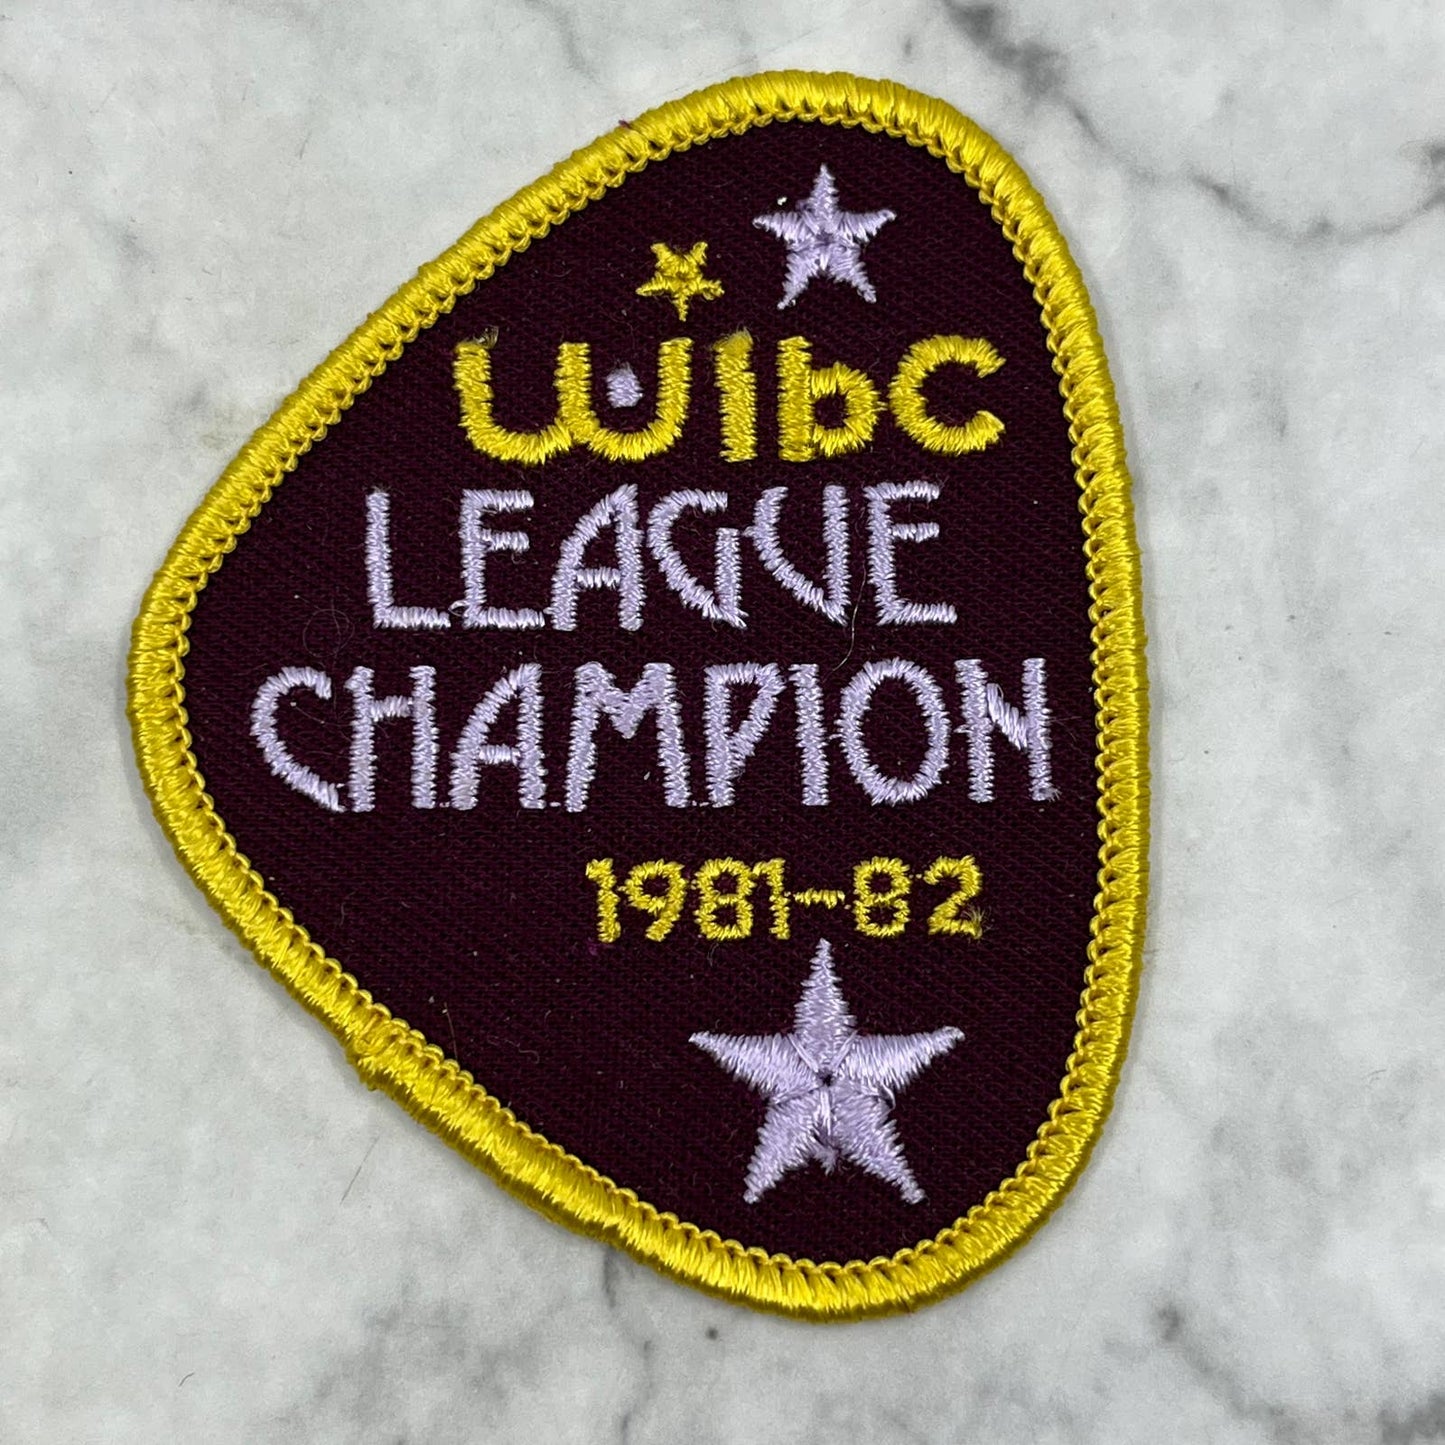 WIbC
LEAGUE
CHAMPION
1981-82